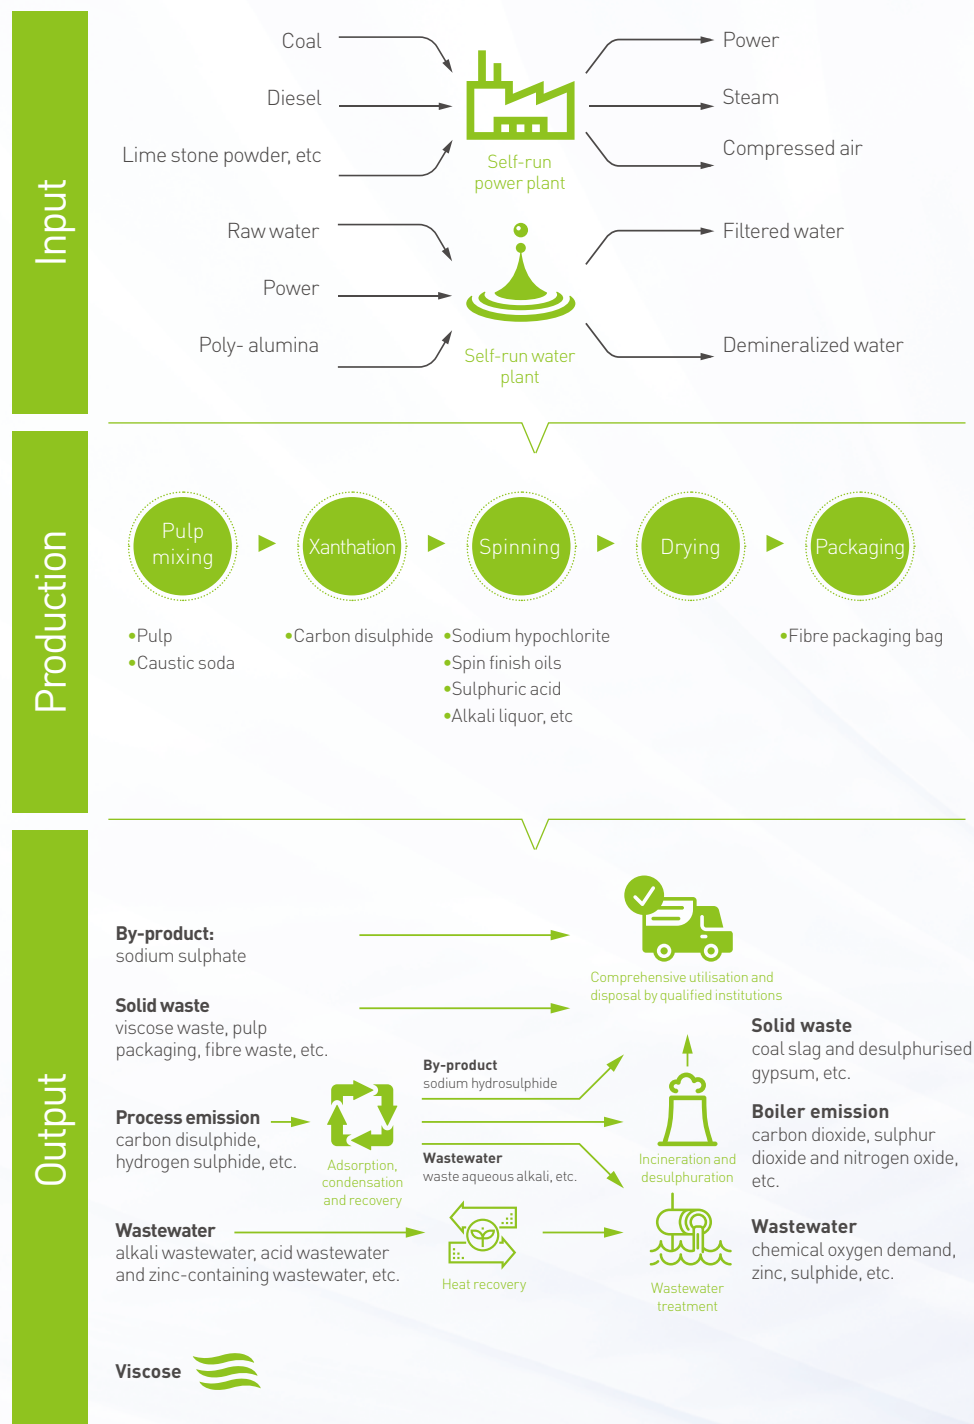 Input
Coal
Diesel
Lime stone powder, etc
Self-run
power plant
Power
Steam
Compressed air
Raw water
Power
Poly- alumina
Self-run water
plant
Filtered water
Demineralized water
Production
Pulp
mixing
Xanthation
Spinning
Drying
Packaging
•Pulp
•Caustic soda
•Carbon disulphide
•Sodium hypochlorite
•Spin finish oils
•Sulphuric acid
•Alkali liquor, etc
•Fibre packaging bag
Output
By-product:
sodium sulphate
Comprehensive utilisation and
disposal by qualified institutions
Solid waste
viscose waste, pulp
packaging, fibre waste, etc.
Process emission
carbon disulphide,
hydrogen sulphide, etc.
Adsorption,
condensation
and recovery
By-product
sodium hydrosulphide
Wastewater
waste aqueous alkali, etc.
Incineration and
desulphuration
Solid waste
coal slag and desulphurised
gypsum, etc.
Boiler emission
carbon dioxide, sulphur
dioxide and nitrogen oxide,
etc.
Wastewater
alkali wastewater, acid wastewater
and zinc-containing wastewater, etc.
Heat recovery
Wastewater
treatment
Wastewater
chemical oxygen demand,
zinc, sulphide, etc.
Viscose